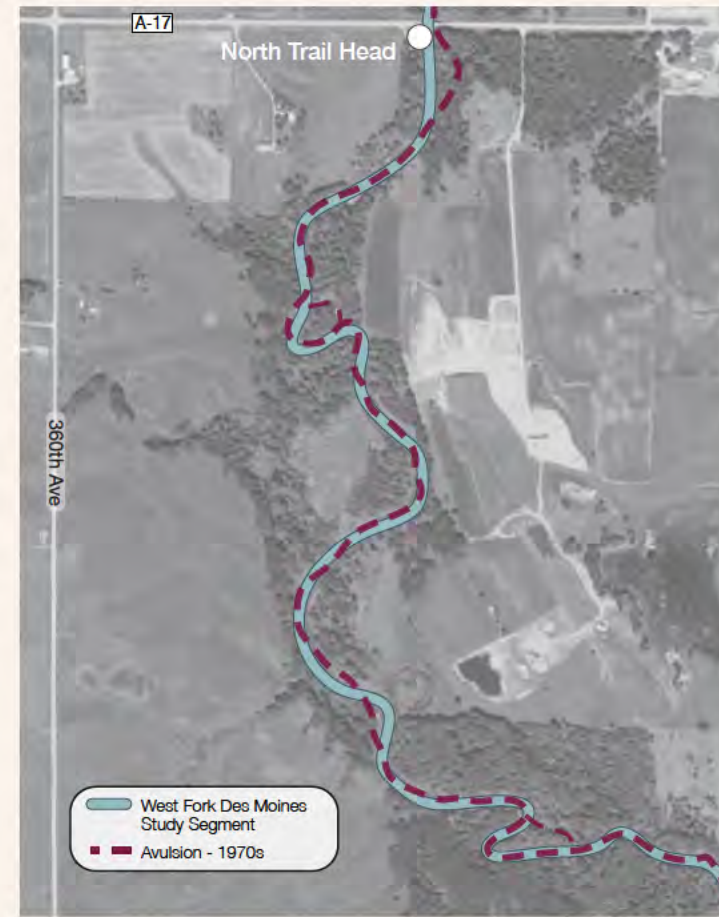 A-17
North Trail Head
360th Ave
West Fork Des Moines
Study Segment
Avulsion - 1970s